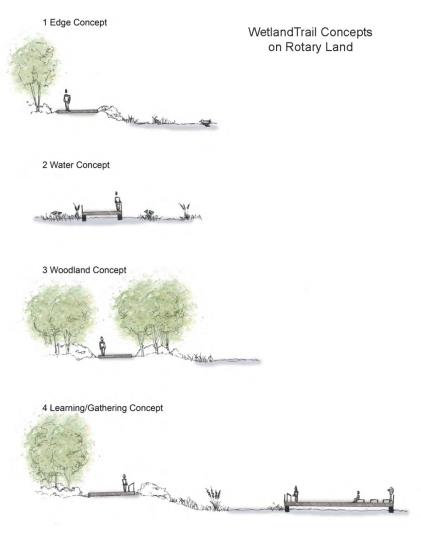 1 Edge Concept
WetlandTrail Concepts
on Rotary Land
2 Water Concept
3 Woodland Concept
4 Learning/Gathering Concept